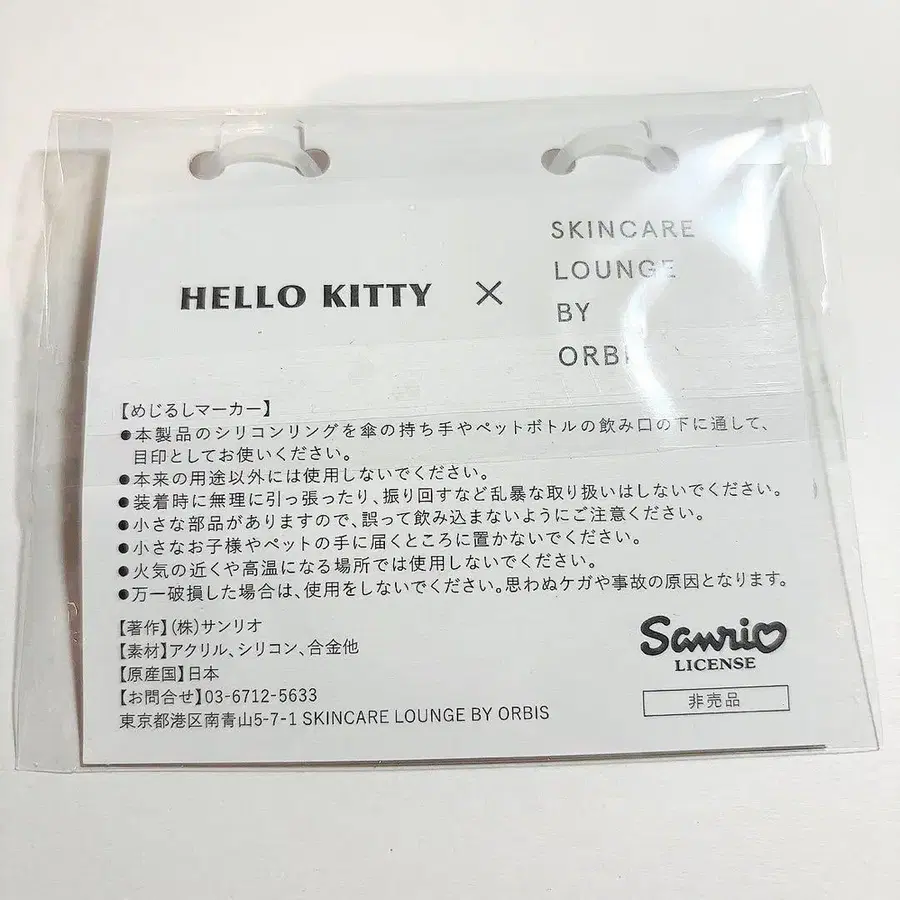 HELLO KITTY ×
SKINCARE
LOUNGE
BY
ORBIS
【めじるしマーカー】
●本製品のシリコンリングを傘の持ち手やペットボトルの飲み口の下に通して、
目印としてお使いください。
●本来の用途以外には使用しないでください。
●装着時に無理に引っ張ったり、振り回すなど乱暴な取り扱いはしないでください。
●小さな部品がありますので、誤って飲み込まないようにご注意ください。
●小さなお子様やペットの手に届くところに置かないでください。
●火気の近くや高温になる場所では使用しないでください。
●万一破損した場合は、使用をしないでください。思わぬケガや事故の原因となります。
【著作】(株)サンリオ
【素材】アクリル、シリコン、合金他
【原産国】日本
【お問合せ】03-6712-5633
東京都港区南青山5-7-1 SKINCARE LOUNGE BY ORBIS
Sanrio
LICENSE
非売品